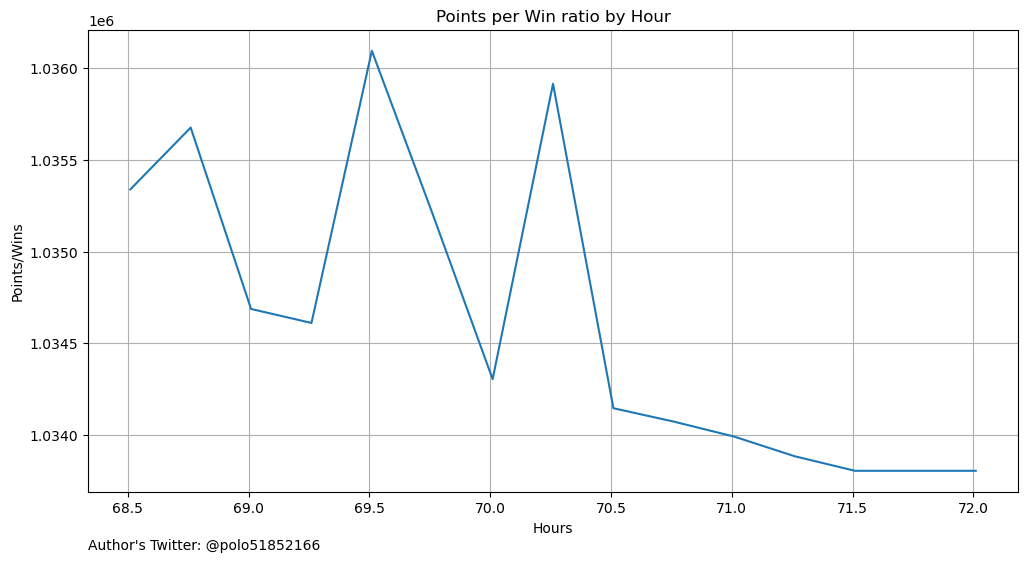 Points per Win ratio by Hour
1e6
1.0360
1.0355
1.0350
1.0345
1.0340
Points/Wins
68.5 69.0 69.5 70.0 70.5 71.0 71.5 72.0
Hours
Author's Twitter: @polo51852166